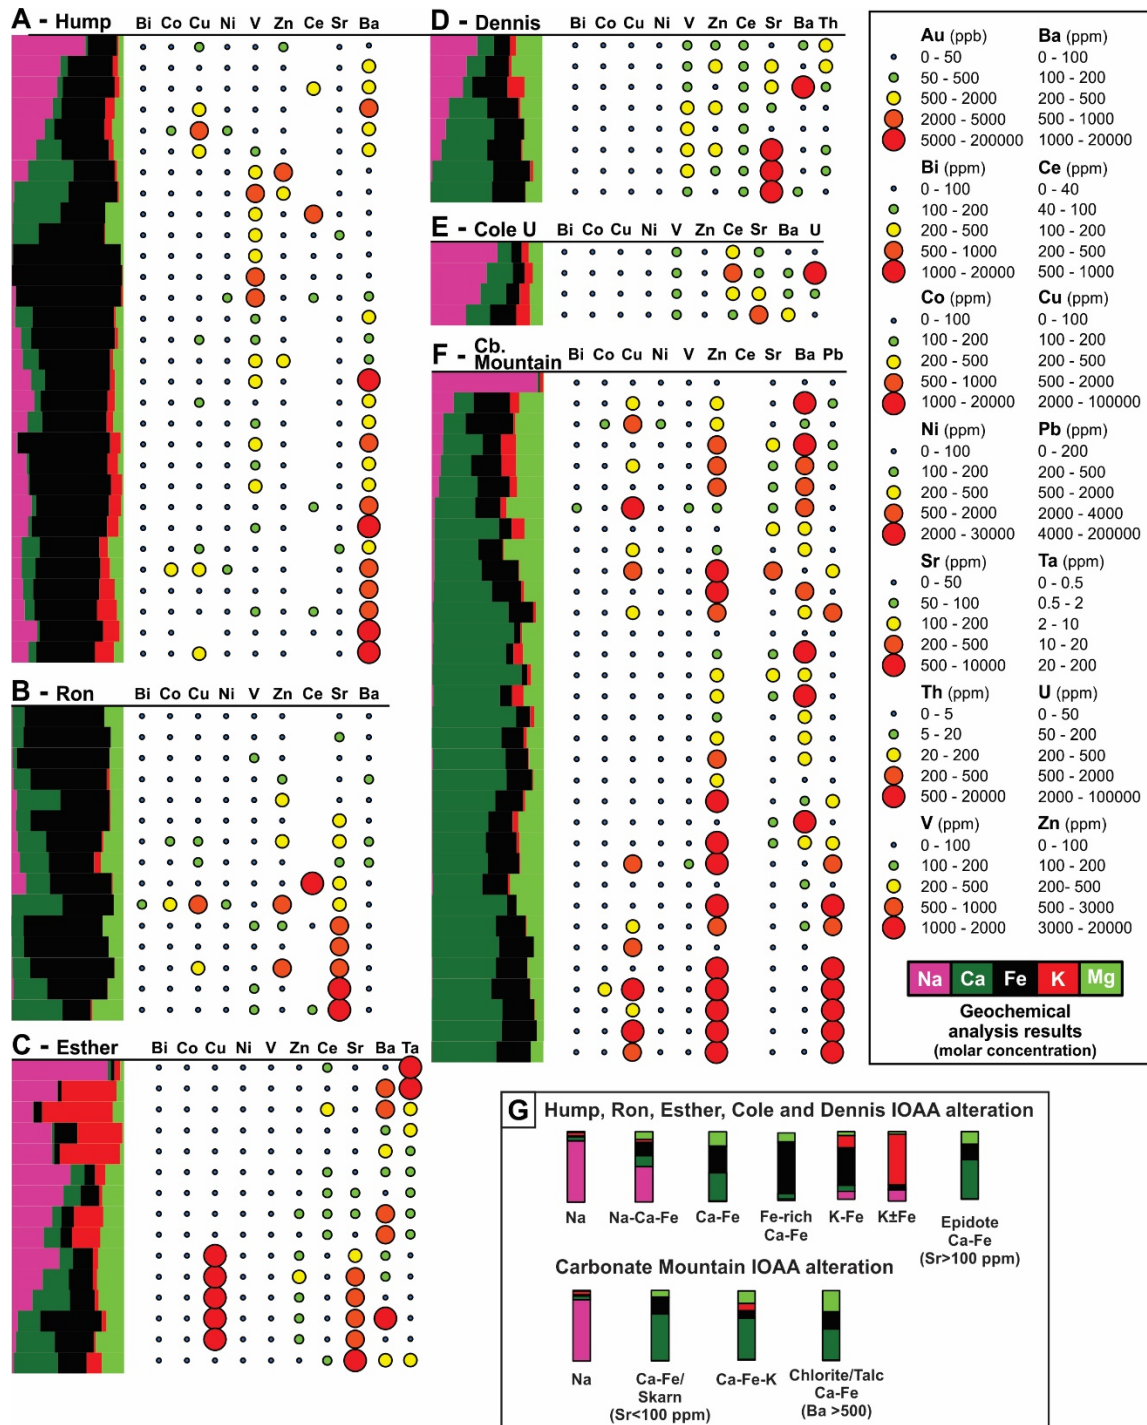 A - Hump Bi Co Cu Ni V Zn Ce Sr Ba
B - Ron Bi Co Cu Ni V Zn Ce Sr Ba
C - Esther Bi Co Cu Ni V Zn Ce Sr Ba Ta
D - Dennis Bi Co Cu Ni V Zn Ce Sr Ba Th
E - Cole U Bi Co Cu Ni V Zn Ce Sr Ba U
F - Cb. Mountain Bi Co Cu Ni V Zn Ce Sr Ba Pb
Au (ppb)
0 - 50
50 - 500
500 - 2000
2000 - 5000
5000 - 200000
Ba (ppm)
0 - 100
100 - 200
200 - 500
500 - 1000
1000 - 20000
Bi (ppm)
0 - 100
100 - 200
200 - 500
500 - 1000
1000 - 20000
Ce (ppm)
0 - 40
40 - 100
100 - 200
200 - 500
500 - 1000
Co (ppm)
0 - 100
100 - 200
200 - 500
500 - 1000
1000 - 20000
Cu (ppm)
0 - 100
100 - 200
200 - 500
500 - 2000
2000 - 100000
Ni (ppm)
0 - 100
100 - 200
200 - 500
500 - 2000
2000 - 30000
Pb (ppm)
0 - 200
200 - 500
500 - 2000
2000 - 4000
4000 - 200000
Sr (ppm)
0 - 50
50 - 100
100 - 200
200 - 500
500 - 10000
Ta (ppm)
0 - 0.5
0.5 - 2
2 - 10
10 - 20
20 - 200
Th (ppm)
0 - 5
5 - 20
20 - 200
200 - 500
500 - 20000
U (ppm)
0 - 50
50 - 200
200 - 500
500 - 2000
2000 - 100000
V (ppm)
0 - 100
100 - 200
200 - 500
500 - 1000
1000 - 2000
Zn (ppm)
0 - 100
100 - 200
200- 500
500 - 3000
3000 - 20000
Na Ca Fe K Mg
Geochemical
analysis results
(molar concentration)
G
Hump, Ron, Esther, Cole and Dennis IOAA alteration
Na
Na-Ca-Fe
Ca-Fe
Fe-rich
Ca-Fe
K-Fe
K±Fe
Epidote
Ca-Fe
(Sr>100 ppm)
Carbonate Mountain IOAA alteration
Na
Ca-Fe/
Skarn
(Sr<100 ppm)
Ca-Fe-K
Chlorite/Talc
Ca-Fe
(Ba >500)